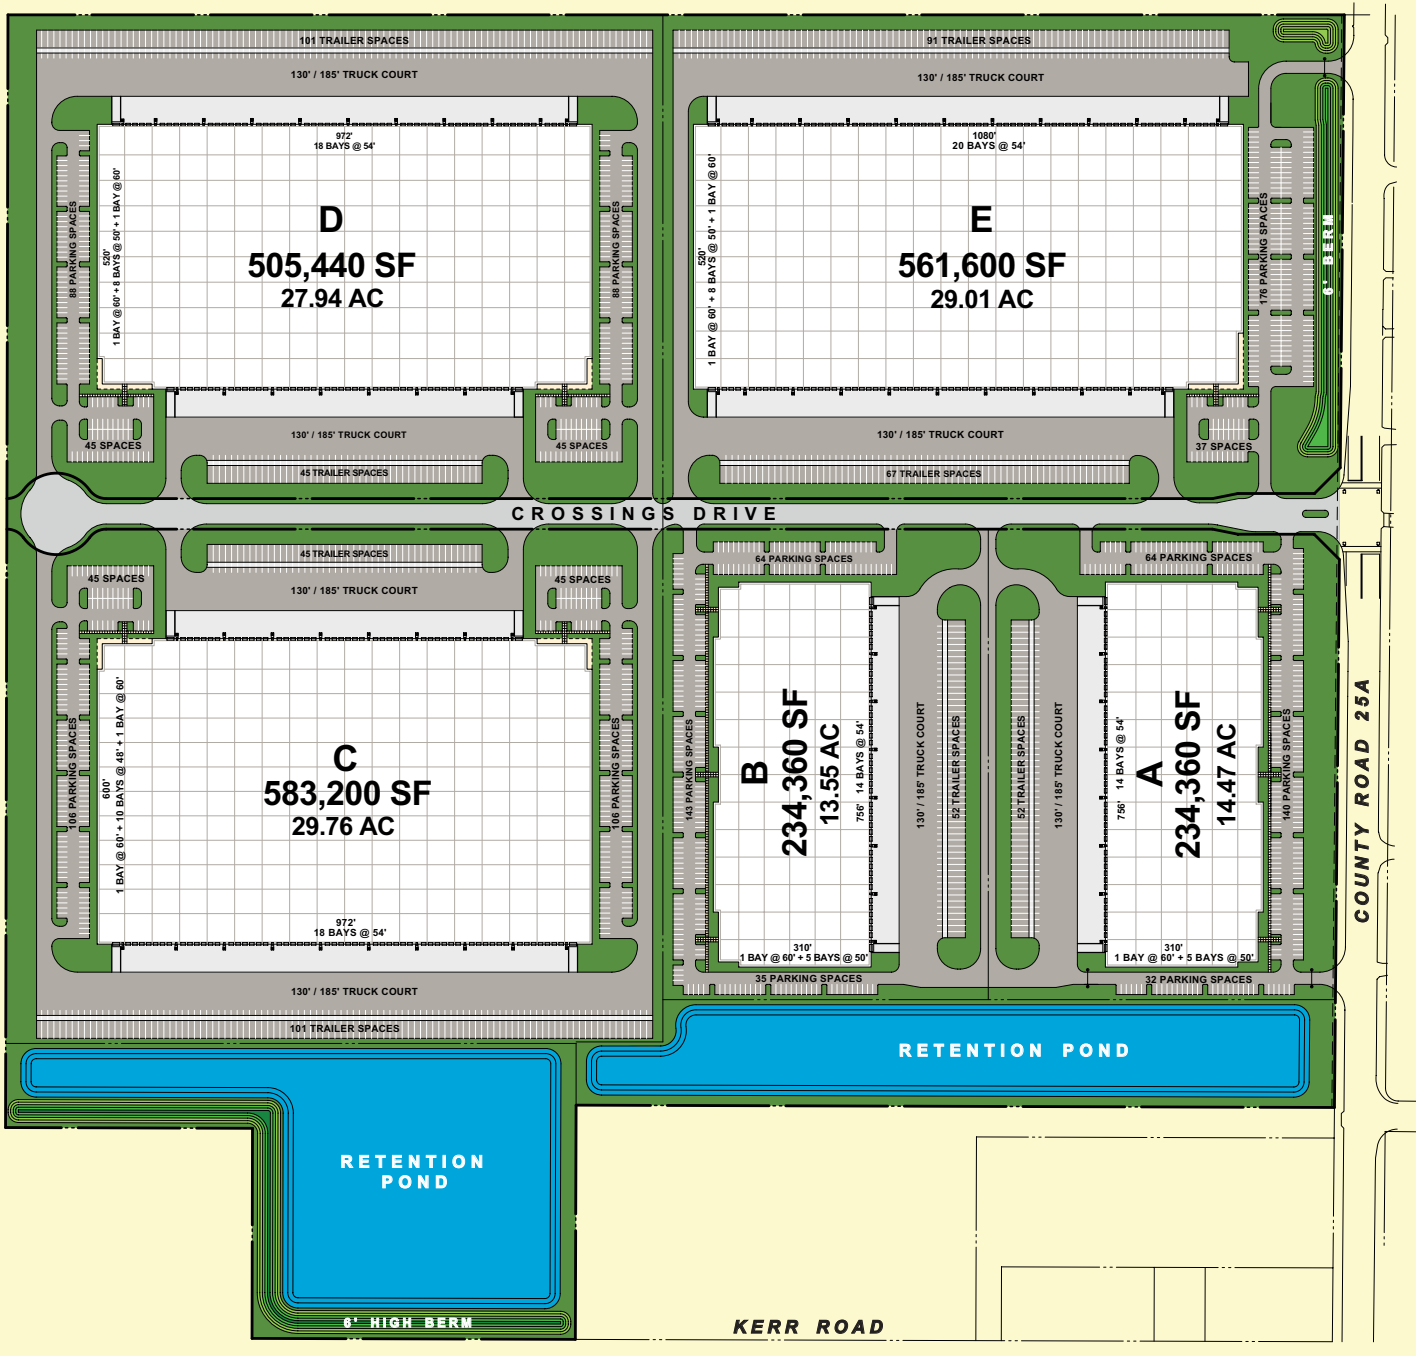 101 TRAILER SPACES
130' / 185' TRUCK COURT
972'
18 BAYS @ 54'
88 PARKING SPACES
520'
1 BAY @ 60' + 8 BAYS @ 50' + 1 BAY @ 60'
D
505,440 SF
27.94 AC
88 PARKING SPACES
45 SPACES
45 SPACES
130' / 185' TRUCK COURT
45 TRAILER SPACES
91 TRAILER SPACES
130' / 185' TRUCK COURT
1080'
20 BAYS @ 54'
520'
1 BAY @ 60' + 8 BAYS @ 50' + 1 BAY @ 60'
E
561,600 SF
29.01 AC
176 PARKING SPACES
6' BERM
37 SPACES
130' / 185' TRUCK COURT
67 TRAILER SPACES
CROSSINGS DRIVE
45 TRAILER SPACES
130' / 185' TRUCK COURT
45 SPACES
45 SPACES
106 PARKING SPACES
600'
1 BAY @ 60' + 10 BAYS @ 48' + 1 BAY @ 60'
C
583,200 SF
29.76 AC
106 PARKING SPACES
972'
18 BAYS @ 54'
130' / 185' TRUCK COURT
101 TRAILER SPACES
64 PARKING SPACES
143 PARKING SPACES
B
234,360 SF
13.55 AC
756' 14 BAYS @ 54'
310'
1 BAY @ 60' + 5 BAYS @ 50'
35 PARKING SPACES
130' / 185' TRUCK COURT
52 TRAILER SPACES
52 TRAILER SPACES
130' / 185' TRUCK COURT
64 PARKING SPACES
756' 14 BAYS @ 54'
A
234,360 SF
14.47 AC
140 PARKING SPACES
310'
1 BAY @ 60' + 5 BAYS @ 50'
32 PARKING SPACES
COUNTY ROAD 25A
RETENTION POND
RETENTION
POND
6' HIGH BERM
KERR ROAD